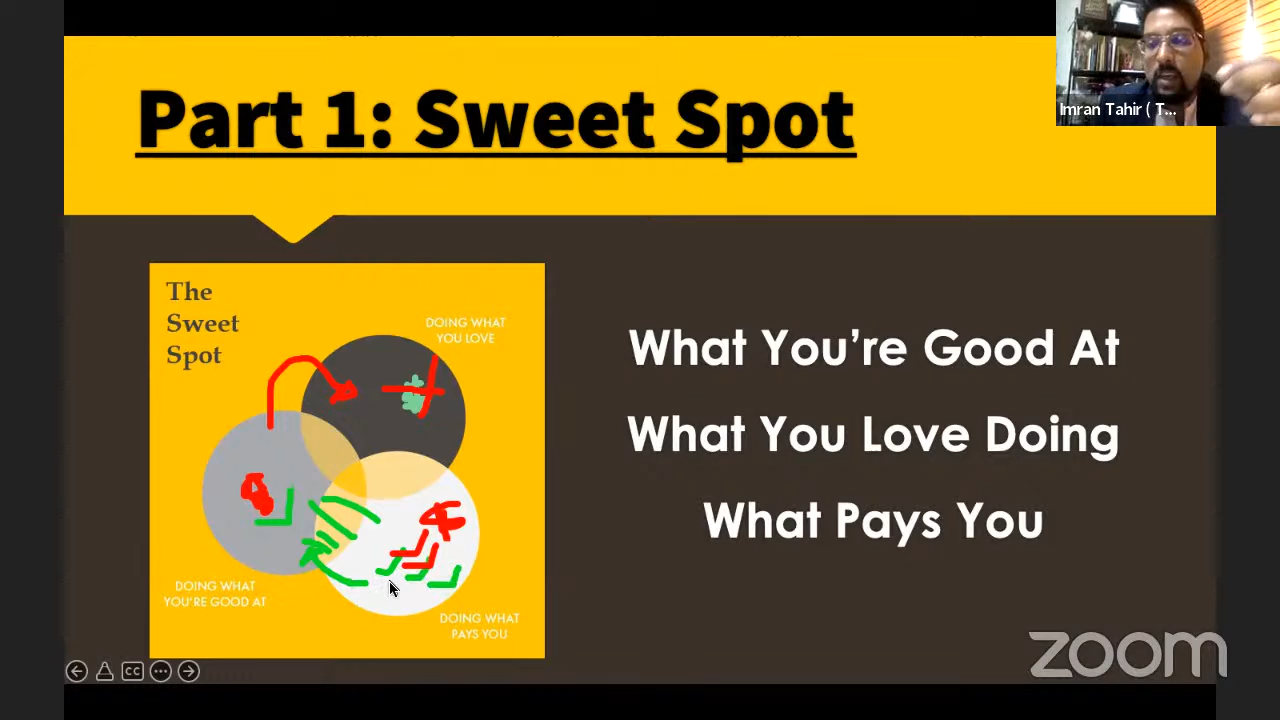 Part 1: Sweet Spot
Imran Tahir ( T...
The
Sweet
Spot
DOING WHAT
YOU LOVE
DOING WHAT
YOU'RE GOOD AT
DOING WHAT
PAYS YOU
What You’re Good At
What You Love Doing
What Pays You
CC
zoom